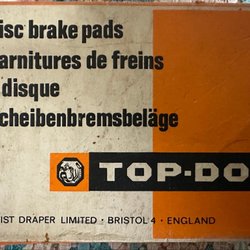 isc brake pads
arnitures de freins
disque
cheibenbremsbeläge
TOP-DO
IST DRAPER LIMITED · BRISTOL 4 · ENGLAND